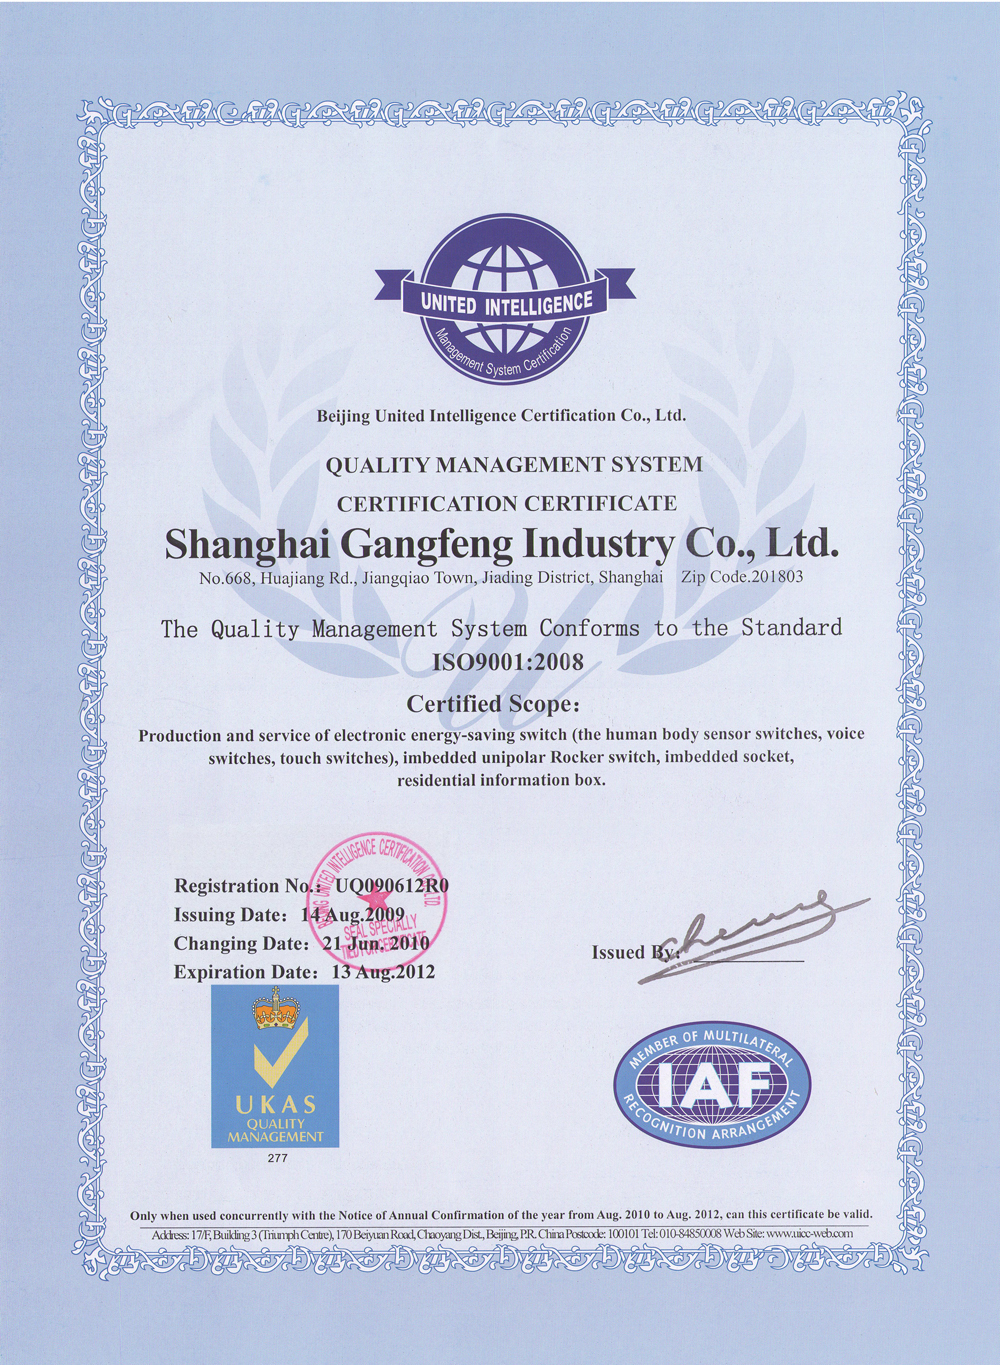 UNITED INTELLIGENCE
Management System Certification
Beijing United Intelligence Certification Co., Ltd.
QUALITY MANAGEMENT SYSTEM
CERTIFICATION CERTIFICATE
Shanghai Gangfeng Industry Co., Ltd.
No.668, Huajiang Rd., Jiangqiao Town, Jiading District, Shanghai Zip Code.201803
The Quality Management System Conforms to the Standard
ISO9001:2008
Certified Scope:
Production and service of electronic energy-saving switch (the human body sensor switches, voice
switches, touch switches), imbedded unipolar Rocker switch, imbedded socket,
residential information box.
BEIJING UNITED INTELLIGENCE CERTIFICATION CO. LTD.
SEAL SPECIALLY
FOR CERTIFICATE
Registration No.: UQ090612R0
Issuing Date: 14 Aug.2009
Changing Date: 21 Jun. 2010
Expiration Date: 13 Aug.2012
Issued By:
UKAS
QUALITY
MANAGEMENT
277
MEMBER OF MULTILATERAL
IAF
RECOGNITION ARRANGEMENT
Only when used concurrently with the Notice of Annual Confirmation of the year from Aug. 2010 to Aug. 2012, can this certificate be valid.
Address: 17/F, Building 3 (Triumph Centre), 170 Beiyuan Road, Chaoyang Dist., Beijing, P.R. China Postcode: 100101 Tel: 010-84850008 Web Site: www.uicc-web.com